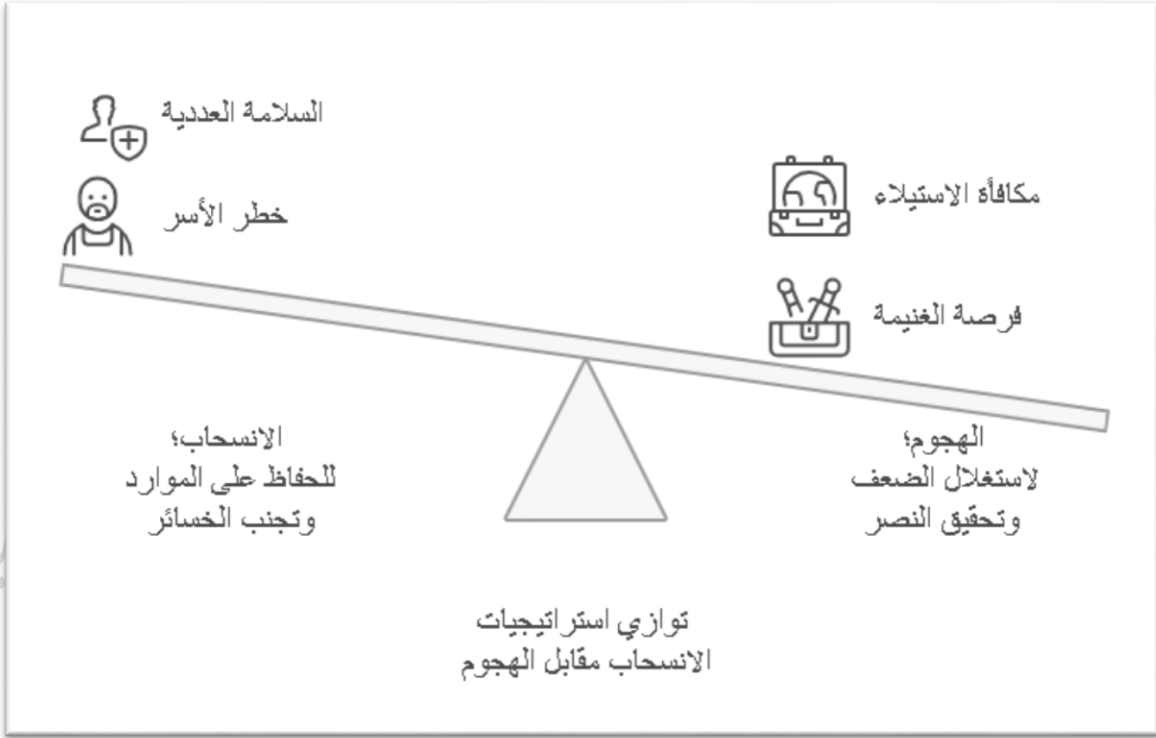 السلامة العددية
خطر الأسر
مكافأة الاستيلاء
فرصة الغنيمة
الهجوم؛
لاستغلال الضعف
وتحقيق النصر
الانسحاب؛
للحفاظ على الموارد
وتجنب الخسائر
توازي استراتيجيات
الانسحاب مقابل الهجوم